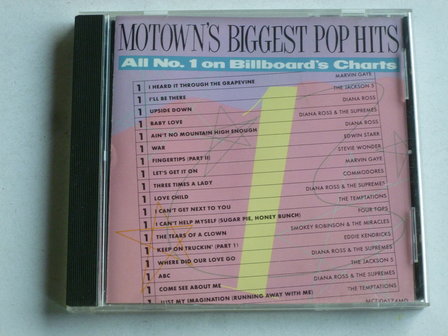 MOTOWN'S BIGGEST POP HITS
All No. 1 on Billboard's Charts
1 I HEARD IT THROUGH THE GRAPEVINE MARVIN GAYE
1 I'LL BE THERE THE JACKSON 5
1 UPSIDE DOWN DIANA ROSS
1 BABY LOVE DIANA ROSS & THE SUPREMES
1 AIN'T NO MOUNTAIN HIGH ENOUGH DIANA ROSS
1 WAR EDWIN STARR
1 FINGERTIPS (PART II) STEVIE WONDER
1 LET'S GET IT ON MARVIN GAYE
1 THREE TIMES A LADY COMMODORES
1 LOVE CHILD DIANA ROSS & THE SUPREMES
1 I CAN'T GET NEXT TO YOU THE TEMPTATIONS
1 I CAN'T HELP MYSELF (SUGAR PIE, HONEY BUNCH) FOUR TOPS
1 THE TEARS OF A CLOWN SMOKEY ROBINSON & THE MIRACLES
1 KEEP ON TRUCKIN' (PART 1) EDDIE KENDRICKS
1 WHERE DID OUR LOVE GO DIANA ROSS & THE SUPREMES
1 ABC THE JACKSON 5
1 COME SEE ABOUT ME DIANA ROSS & THE SUPREMES
1 JUST MY IMAGINATION (RUNNING AWAY WITH ME) THE TEMPTATIONS
1